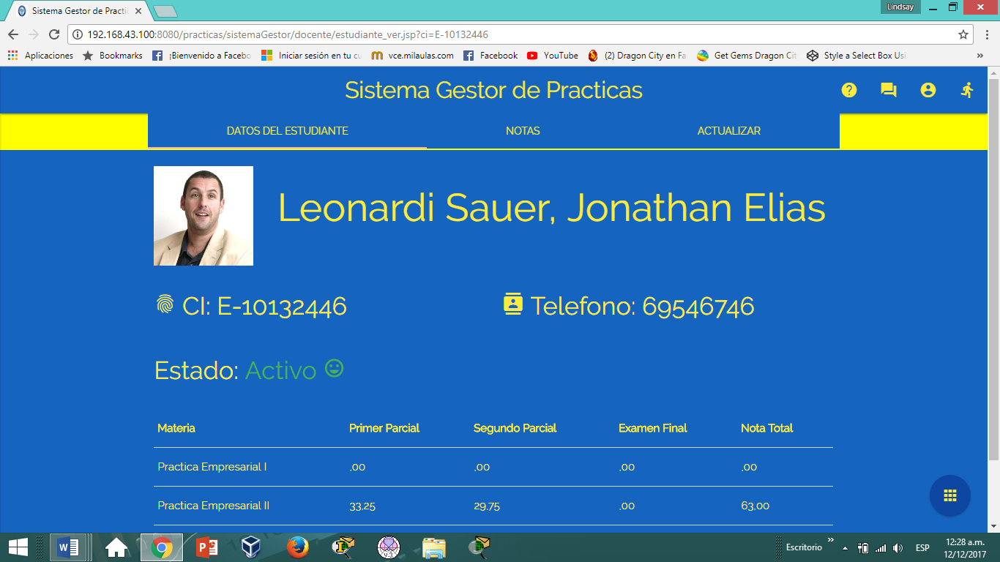 Sistema Gestor de Practic
Lindsay
192.168.43.100:8080/practicas/sistemaGestor/docente/estudiante_ver.jsp?ci=E-10132446
Aplicaciones Bookmarks ¡Bienvenido a Facebo Iniciar sesión en tu cu vce.milaulas.com Facebook YouTube (2) Dragon City en Fa Get Gems Dragon Cit Style a Select Box Usi »
Sistema Gestor de Practicas
DATOS DEL ESTUDIANTE NOTAS ACTUALIZAR
Leonardi Sauer, Jonathan Elias
CI: E-10132446 Telefono: 69546746
Estado: Activo
Materia Primer Parcial Segundo Parcial Examen Final Nota Total
Practica Empresarial I .00 .00 .00 .00
Practica Empresarial II 33.25 29.75 .00 63.00
Escritorio » ESP 12:28 a.m.
12/12/2017